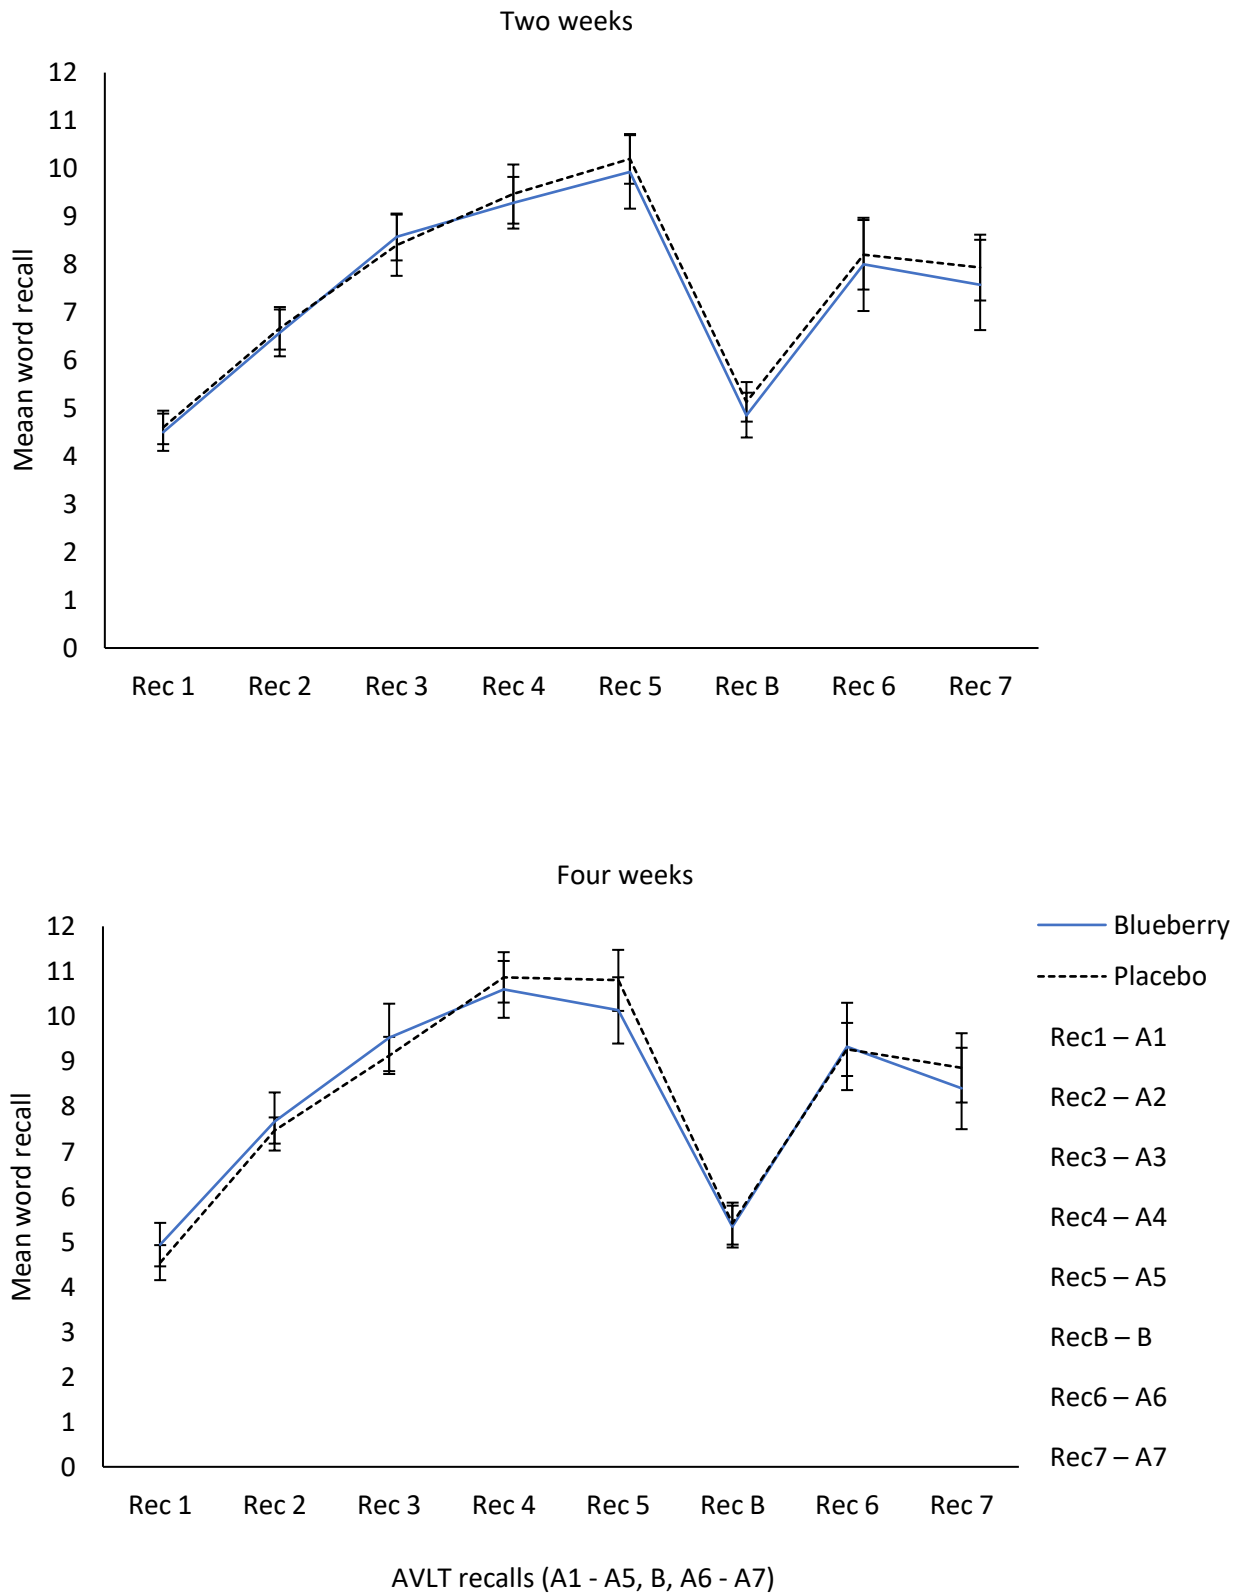 Two weeks
12
11
10
9
8
7
6
5
4
3
2
1
0
Meaan word recall
Rec 1 Rec 2 Rec 3 Rec 4 Rec 5 Rec B Rec 6 Rec 7
Four weeks
12
11
10
9
8
7
6
5
4
3
2
1
0
Mean word recall
Rec 1 Rec 2 Rec 3 Rec 4 Rec 5 Rec B Rec 6 Rec 7
AVLT recalls (A1 - A5, B, A6 - A7)
Blueberry
Placebo
Rec1 – A1
Rec2 – A2
Rec3 – A3
Rec4 – A4
Rec5 – A5
RecB – B
Rec6 – A6
Rec7 – A7